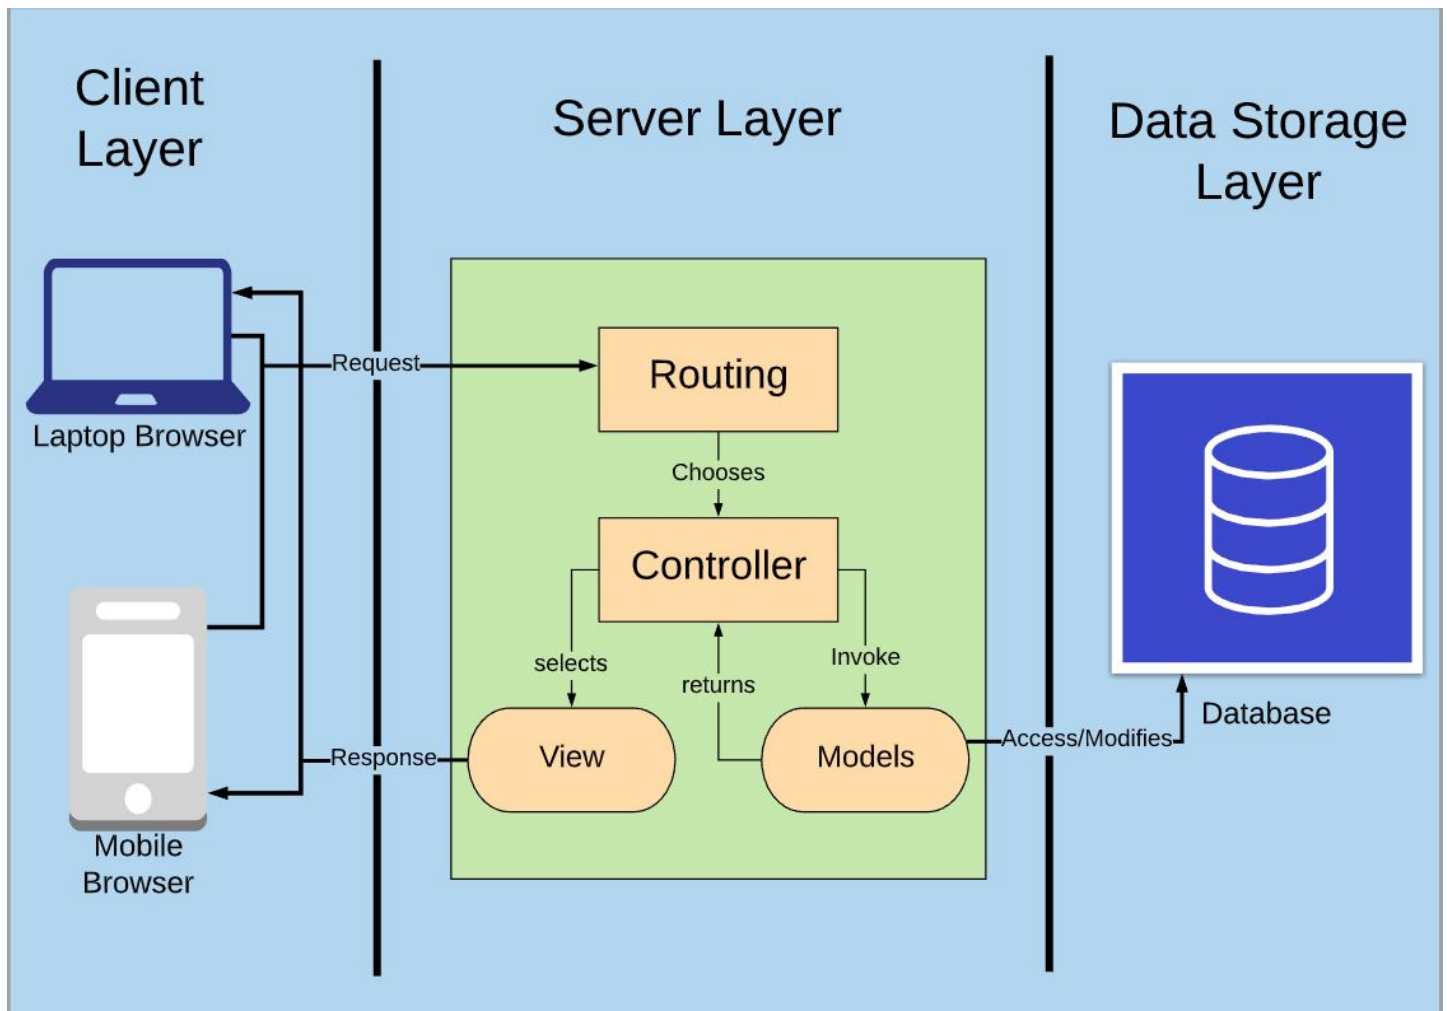 Client
Layer
Server Layer
Data Storage
Layer
Laptop Browser
Request
Routing
Chooses
Controller
selects
returns
Invoke
View
Models
Response
Access/Modifies
Database
Mobile
Browser